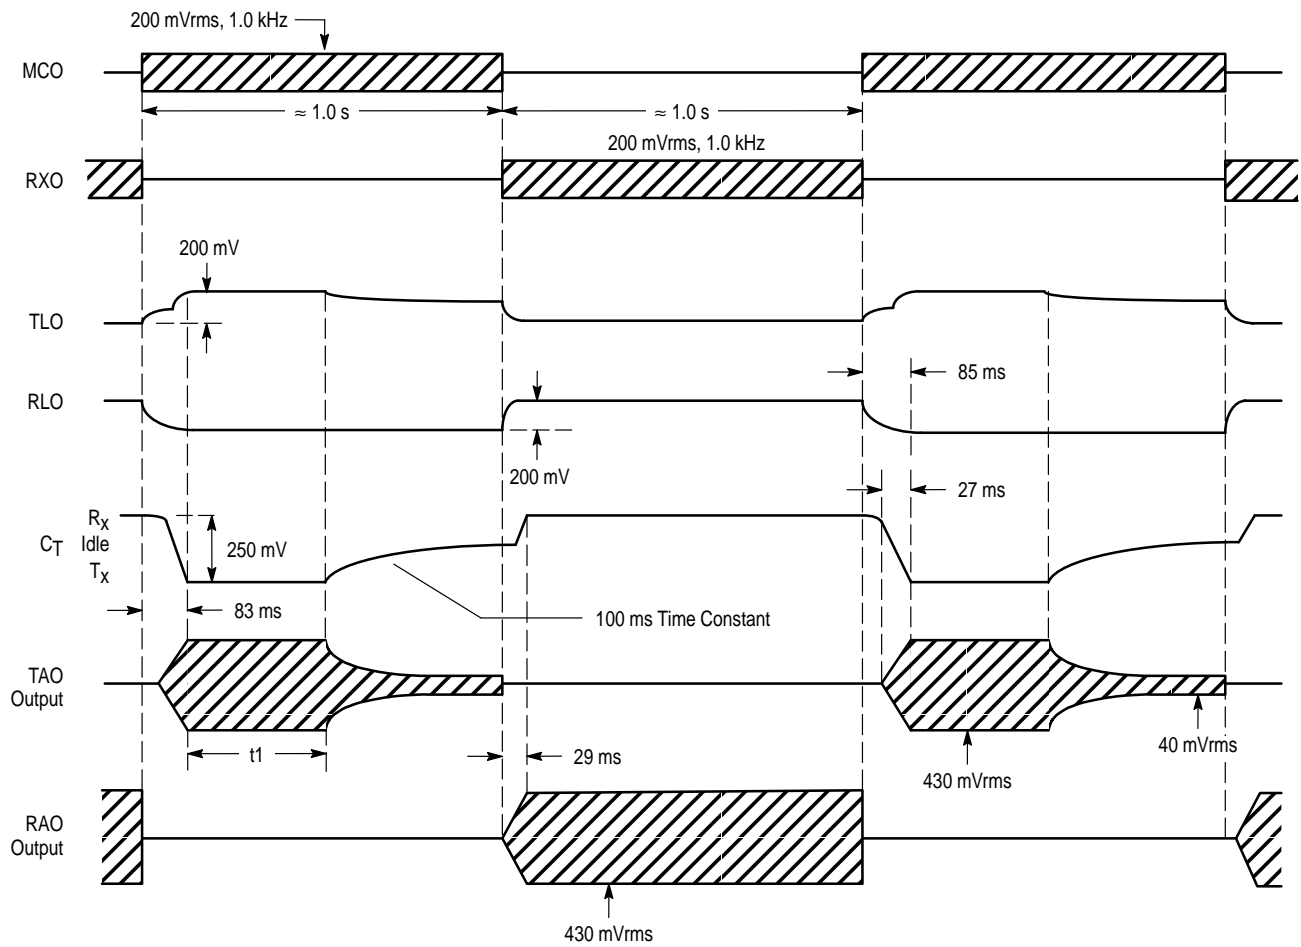 200 mVrms, 1.0 kHz
MCO
≈ 1.0 s
≈ 1.0 s
200 mVrms, 1.0 kHz
RXO
200 mV
TLO
85 ms
RLO
200 mV
27 ms
RX
CT Idle
TX
250 mV
83 ms
100 ms Time Constant
TAO
Output
t1
29 ms
40 mVrms
430 mVrms
RAO
Output
430 mVrms